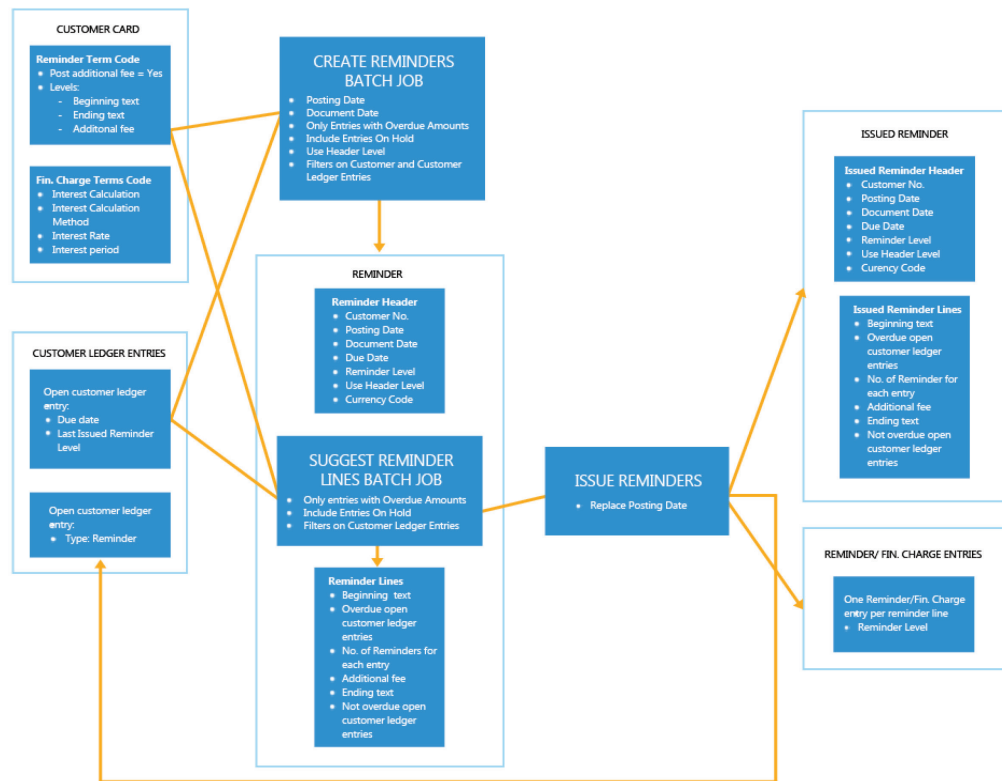 CUSTOMER CARD
Reminder Term Code
Post additional fee = Yes
Levels:
- Beginning text
- Ending text
- Additonal fee
Fin. Charge Terms Code
Interest Calculation
Interest Calculation
Method
Interest Rate
Interest period
CUSTOMER LEDGER ENTRIES
Open customer ledger
entry:
Due date
Last Issued Reminder
Level
Open customer ledger
entry:
Type: Reminder
CREATE REMINDERS
BATCH JOB
Posting Date
Document Date
Only Entries with Overdue Amounts
Include Entries On Hold
Use Header Level
Filters on Customer and Customer
Ledger Entries
REMINDER
Reminder Header
Customer No.
Posting Date
Document Date
Due Date
Reminder Level
Use Header Level
Currency Code
SUGGEST REMINDER
LINES BATCH JOB
Only entries with Overdue Amounts
Include Entries On Hold
Filters on Customer Ledger Entries
Reminder Lines
Beginning text
Overdue open
customer ledger
entries
No. of Reminders for
each entry
Additional fee
Ending text
Not overdue open
customer ledger
entries
ISSUE REMINDERS
Replace Posting Date
ISSUED REMINDER
Issued Reminder Header
Customer No.
Posting Date
Document Date
Due Date
Reminder Level
Use Header Level
Curency Code
Issued Reminder Lines
Beginning text
Overdue open
customer ledger
entries
No. of Reminder for
each entry
Additional fee
Ending text
Not overdue open
customer ledger
entries
REMINDER/ FIN. CHARGE ENTRIES
One Reminder/Fin. Charge
entry per reminder line
Reminder Level